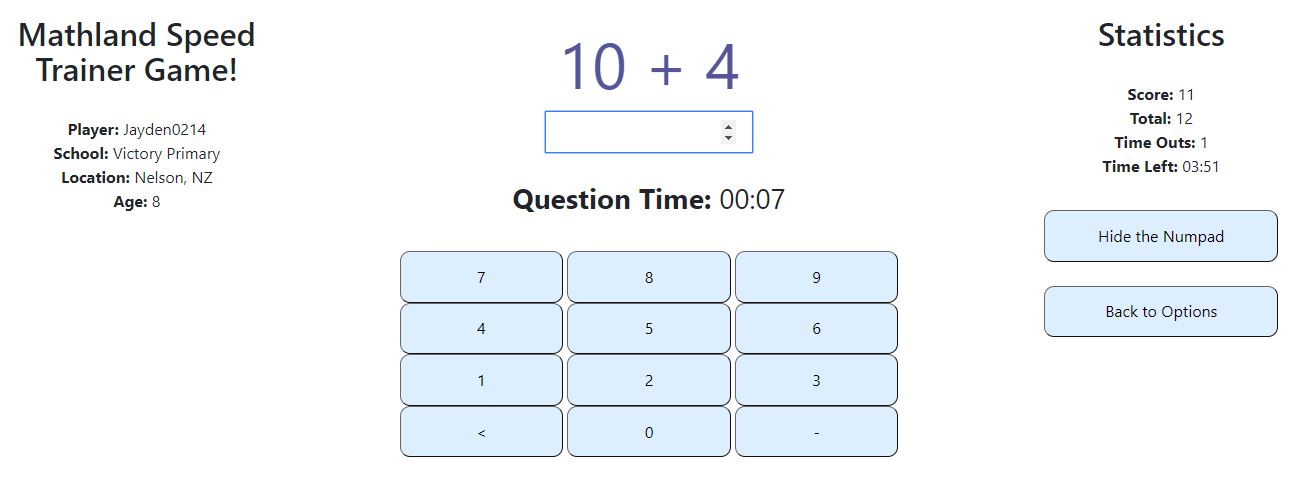 Mathland Speed
Trainer Game!
Player: Jayden0214
School: Victory Primary
Location: Nelson, NZ
Age: 8
10 + 4
Question Time: 00:07
7 8 9
4 5 6
1 2 3
< 0 -
Statistics
Score: 11
Total: 12
Time Outs: 1
Time Left: 03:51
Hide the Numpad
Back to Options